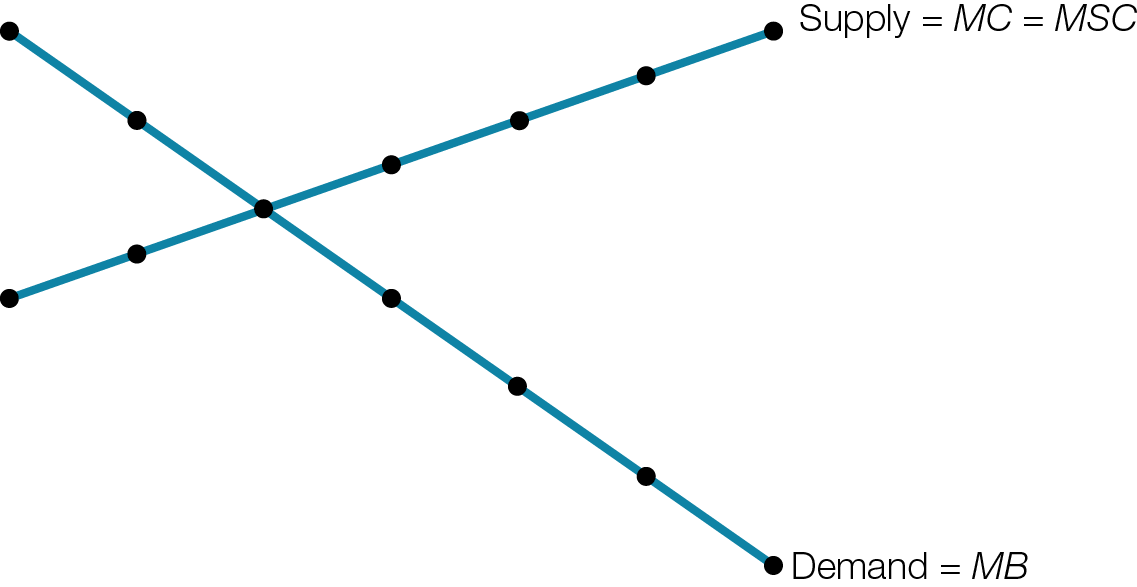 Supply = MC = MSC
Demand = MB